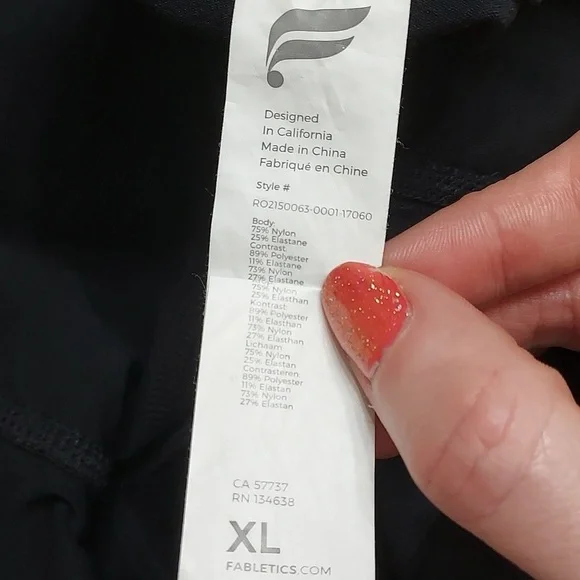 Designed
In California
Made in China
Fabriqué en Chine
Style #
RO2150063-0001-17060
Body:
75% Nylon
25% Elastane
Contrast:
89% Polyester
11% Elastane
73% Nylon
27% Elastane
75% Nylon
25% Elasthan
Kontrast:
89% Polyester
11% Elasthan
73% Nylon
27% Elasthan
Lichaam:
75% Nylon
25% Elastan
Contrasteren:
89% Polyester
11% Elastan
73% Nylon
27% Elastan
CA 57737
RN 134638
XL
FABLETICS.COM